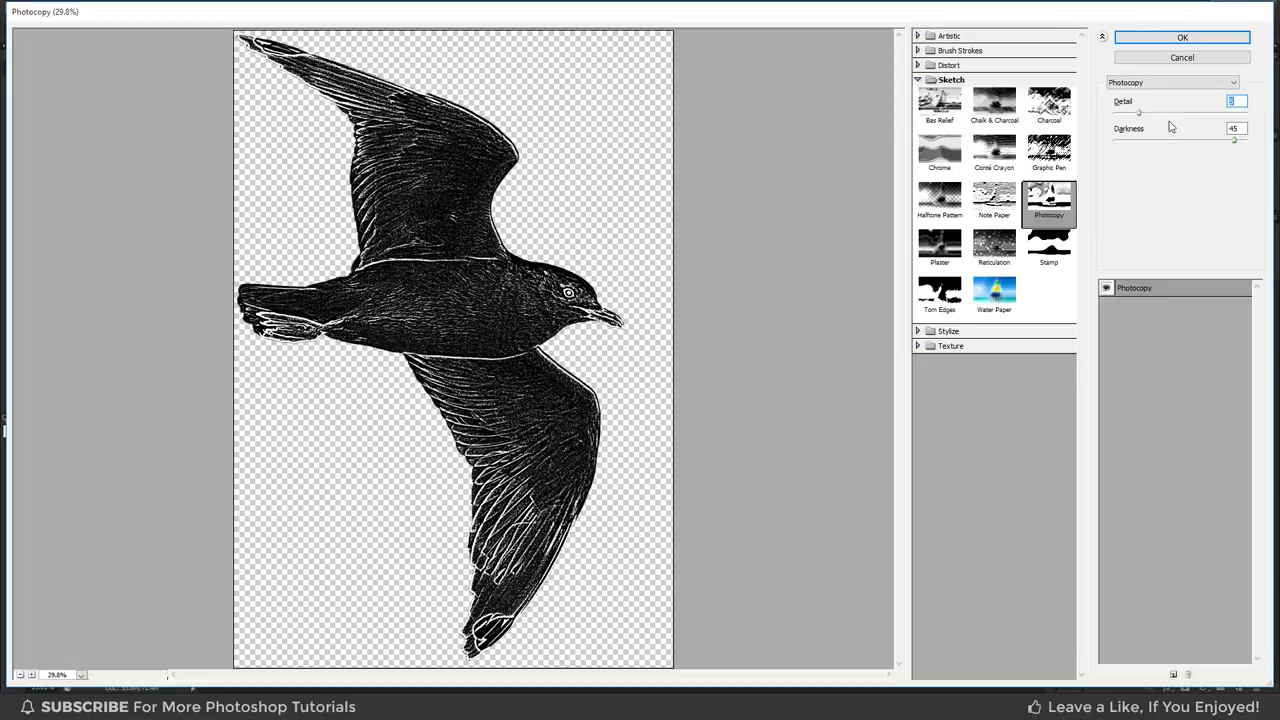 Photocopy (29.8%)
Artistic
Brush Strokes
Distort
Sketch
Bas Relief
Chalk & Charcoal
Charcoal
Chrome
Conté Crayon
Graphic Pen
Halftone Pattern
Note Paper
Photocopy
Plaster
Reticulation
Stamp
Torn Edges
Water Paper
Stylize
Texture
OK
Cancel
Photocopy
Detail
Darkness 45
Photocopy
29.8%
SUBSCRIBE For More Photoshop Tutorials
Leave a Like, If You Enjoyed!